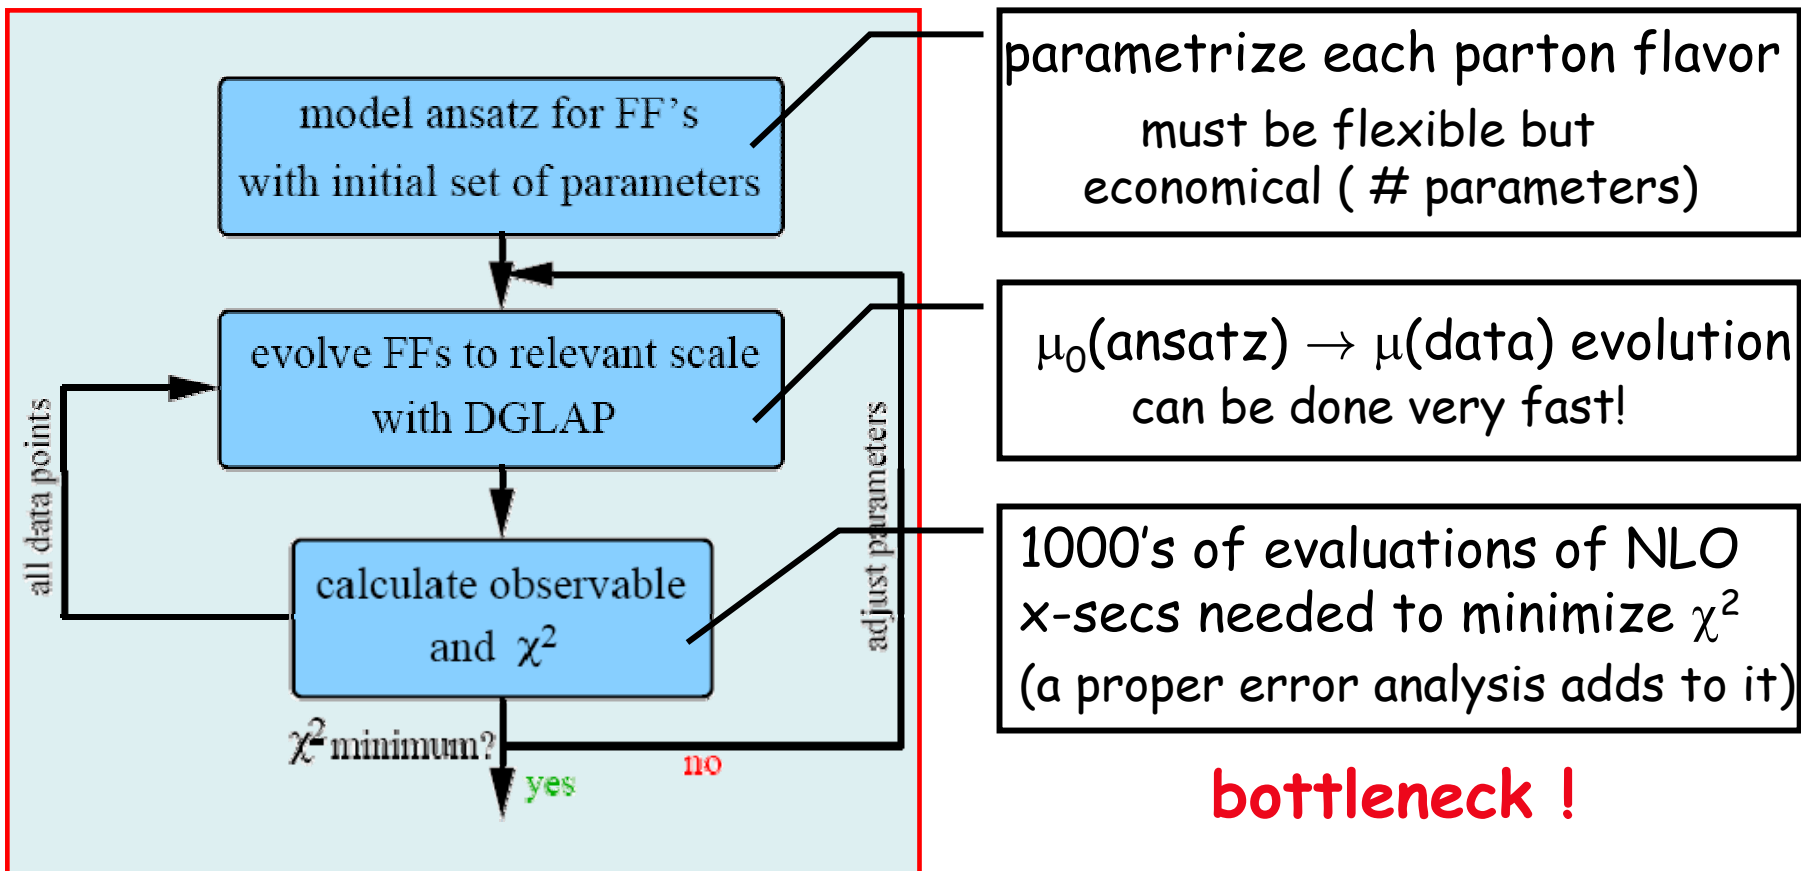 model ansatz for FF's
with initial set of parameters
evolve FFs to relevant scale
with DGLAP
all data points
adjust parameters
calculate observable
and χ²
χ² minimum?
yes
no
parametrize each parton flavor
must be flexible but
economical ( # parameters)
μ₀(ansatz) → μ(data) evolution
can be done very fast!
1000's of evaluations of NLO
x-secs needed to minimize χ²
(a proper error analysis adds to it)
bottleneck !